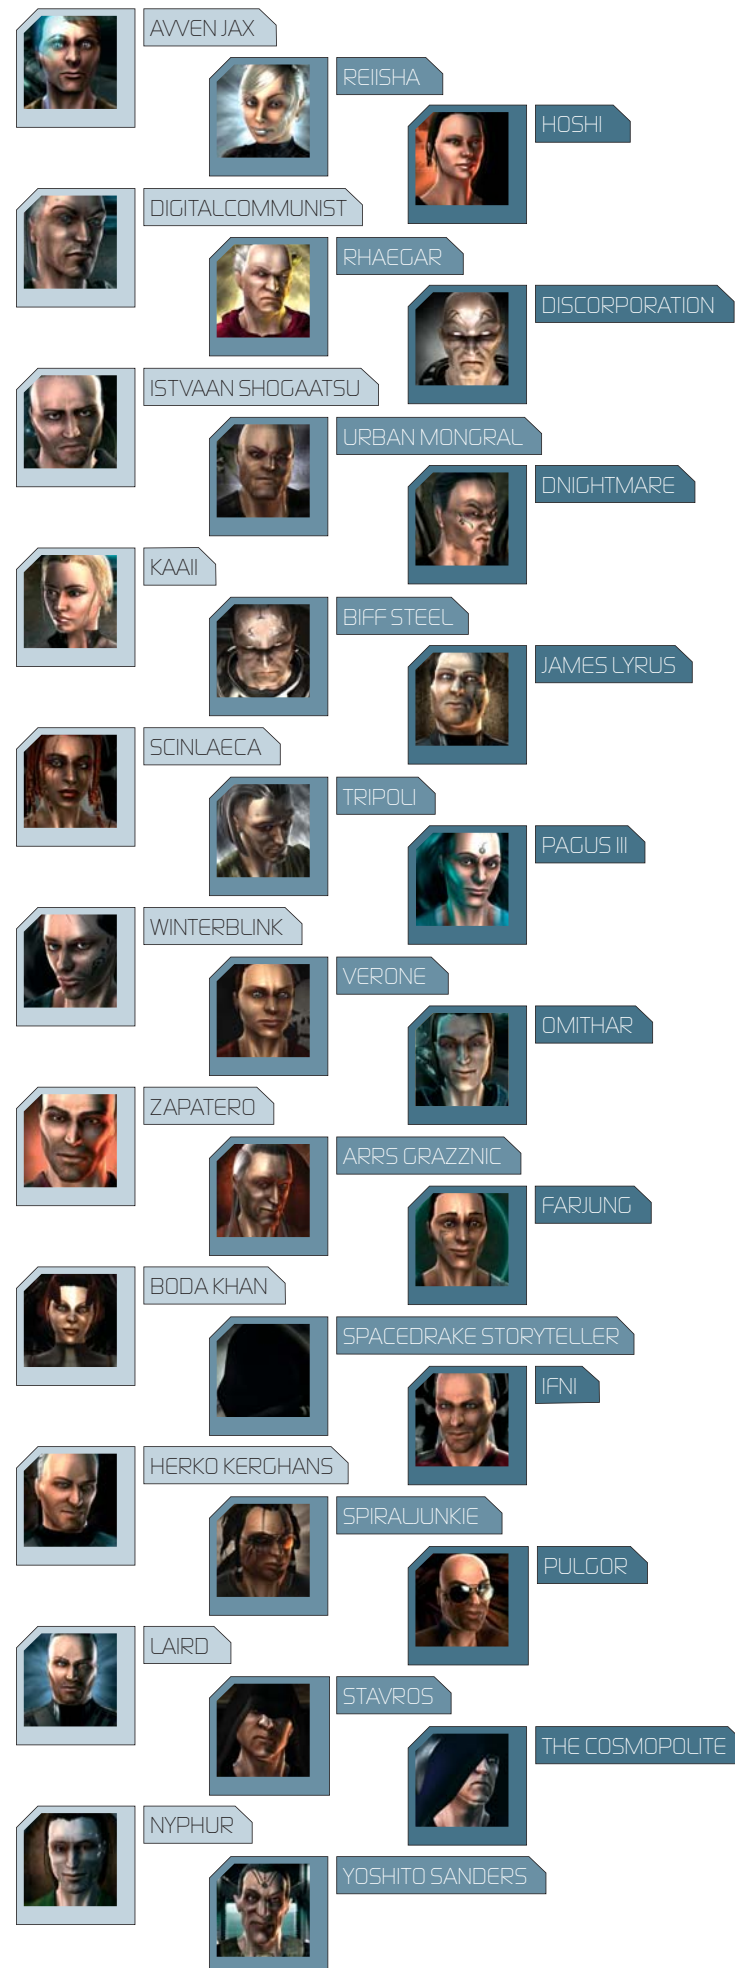 AVVEN JAX
REIISHA
HOSHI
DIGITALCOMMUNIST
RHAEGAR
DISCORPORATION
ISTVAAN SHOGAATSU
URBAN MONGRAL
DNIGHTMARE
KAAII
BIFF STEEL
JAMES LYRUS
SCINLAECA
TRIPOLI
PAGUS III
WINTERBLINK
VERONE
OMITHAR
ZAPATERO
ARRS GRAZZNIC
FARJUNG
BODA KHAN
SPACEDRAKE STORYTELLER
IFNI
HERKO KERGHANS
SPIRALJUNKIE
PULGOR
LAIRD
STAVROS
THE COSMOPOLITE
NYPHUR
YOSHITO SANDERS